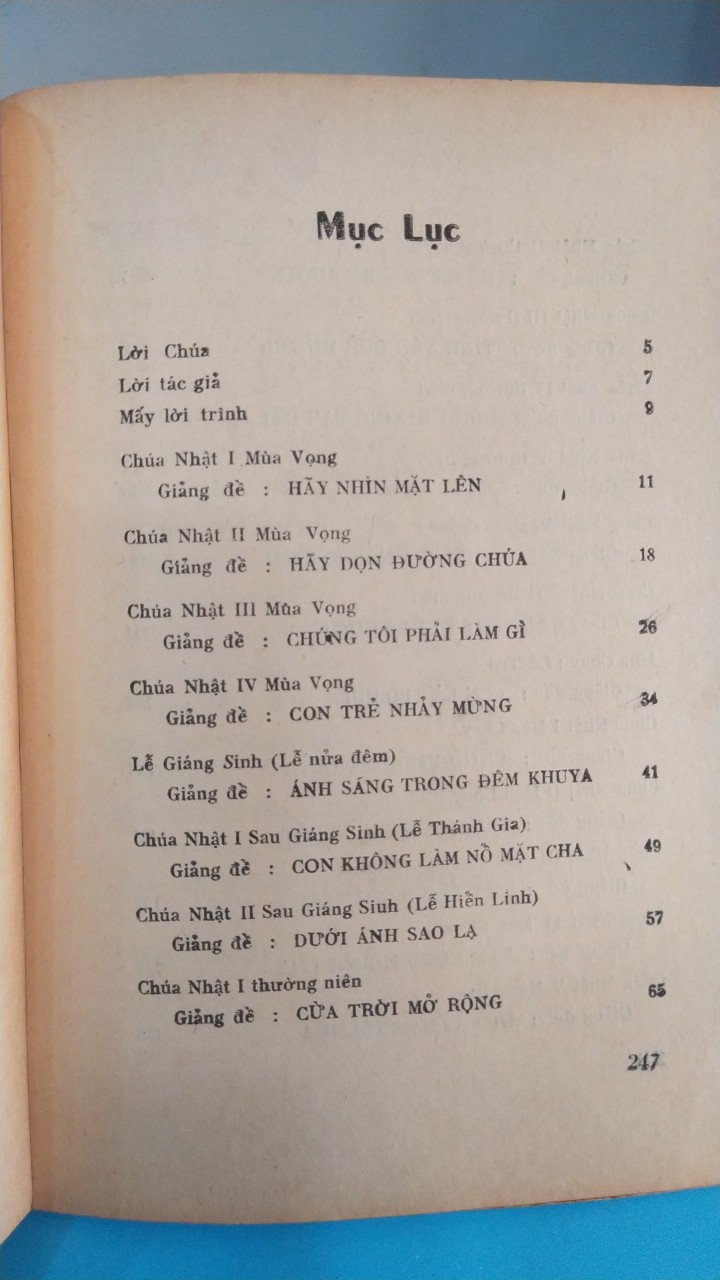 Mục Lục
Lời Chúa 5
Lời tác giả 7
Mấy lời trình 9
Chúa Nhật I Mùa Vọng
Giảng đề : HÃY NHÌN MẶT LÊN 11
Chúa Nhật II Mùa Vọng
Giảng đề : HÃY DỌN ĐƯỜNG CHÚA 18
Chúa Nhật III Mùa Vọng
Giảng đề : CHÚNG TÔI PHẢI LÀM GÌ 26
Chúa Nhật IV Mùa Vọng
Giảng đề : CON TRẺ NHẢY MỪNG 34
Lễ Giáng Sinh (Lễ nửa đêm)
Giảng đề : ÁNH SÁNG TRONG ĐÊM KHUYA 41
Chúa Nhật I Sau Giáng Sinh (Lễ Thánh Gia)
Giảng đề : CON KHÔNG LÀM NỒ MẶT CHA 49
Chúa Nhật II Sau Giáng Siuh (Lễ Hiền Linh)
Giảng đề : DƯỚI ÁNH SAO LẠ 57
Chúa Nhật I thường niên
Giảng đề : CỬA TRỜI MỞ RỘNG 65
247